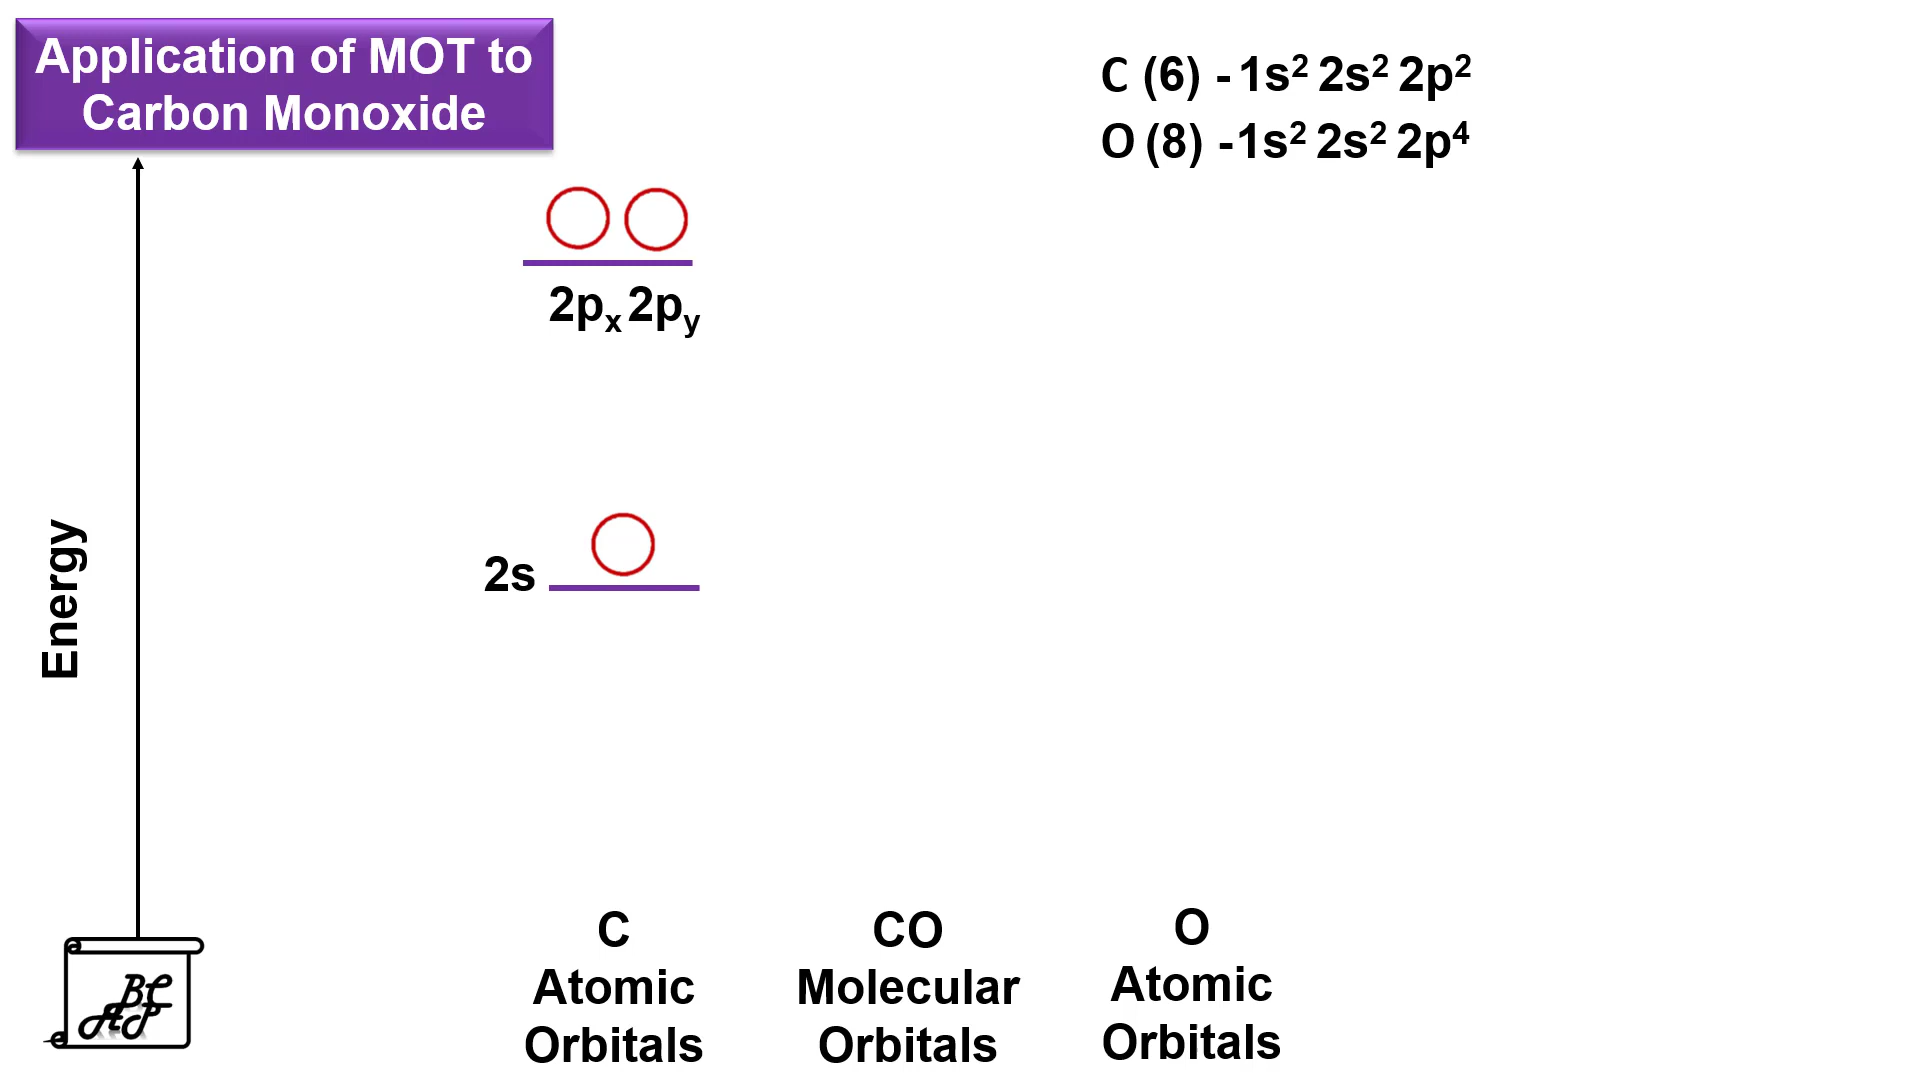 Application of MOT to
Carbon Monoxide
C (6) - 1s² 2s² 2p²
O (8) - 1s² 2s² 2p⁴
2pₓ 2pᵧ
2s
Energy
C
Atomic
Orbitals
CO
Molecular
Orbitals
O
Atomic
Orbitals